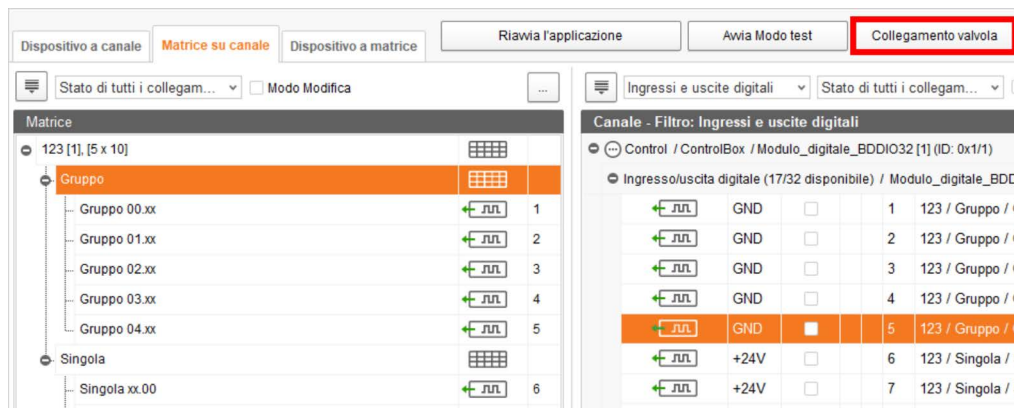 Dispositivo a canale Matrice su canale Dispositivo a matrice Riavvia l'applicazione Avvia Modo test Collegamento valvola
Stato di tutti i collegam... Modo Modifica ... Ingressi e uscite digitali Stato di tutti i collegam...
Matrice
Canale - Filtro: Ingressi e uscite digitali
123 [1], [5 x 10]
Control / ControlBox / Modulo_digitale_BDDIO32 [1] (ID: 0x1/1)
Gruppo
Ingresso/uscita digitale (17/32 disponibile) / Modulo_digitale_BDD
Gruppo 00.xx 1 GND 1 123 / Gruppo /
Gruppo 01.xx 2 GND 2 123 / Gruppo /
Gruppo 02.xx 3 GND 3 123 / Gruppo /
Gruppo 03.xx 4 GND 4 123 / Gruppo /
Gruppo 04.xx 5 GND 5 123 / Gruppo /
Singola +24V 6 123 / Singola /
Singola xx.00 6 +24V 7 123 / Singola /